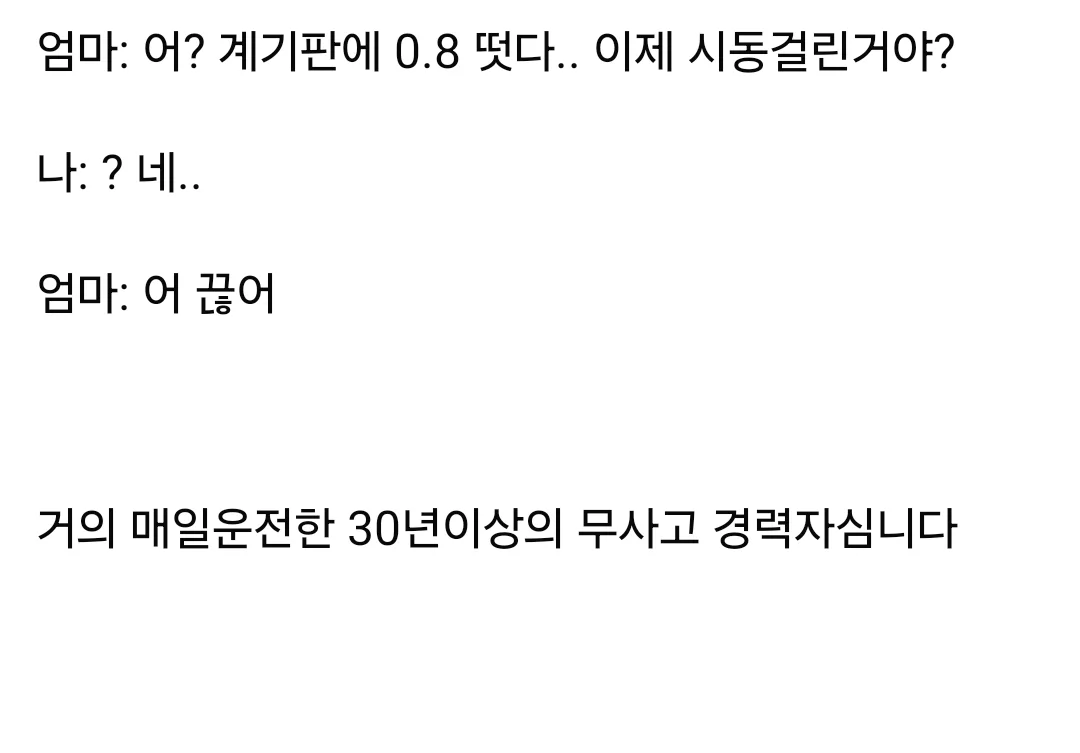 엄마: 어? 계기판에 0.8 떳다.. 이제 시동걸린거야?
나: ? 네..
엄마: 어 끊어
거의 매일운전한 30년이상의 무사고 경력자심니다